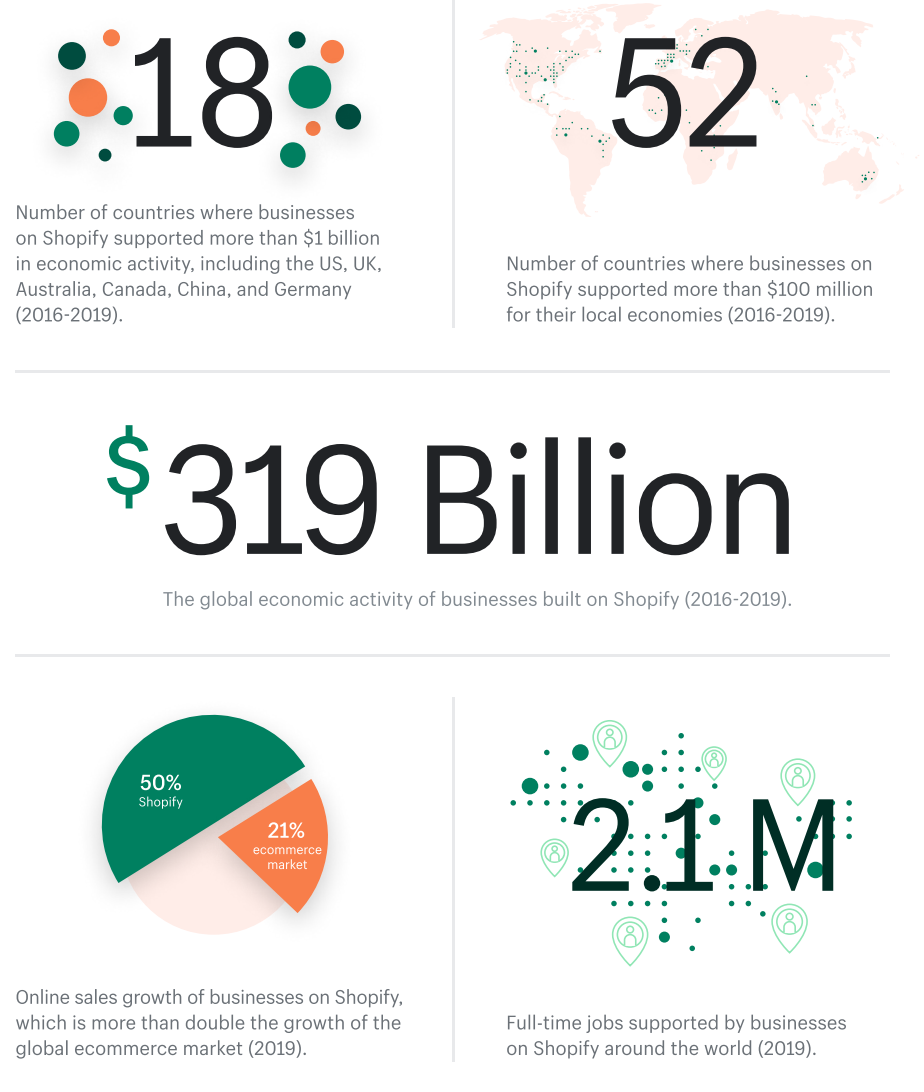 18
Number of countries where businesses
on Shopify supported more than $1 billion
in economic activity, including the US, UK,
Australia, Canada, China, and Germany
(2016-2019).
52
Number of countries where businesses on
Shopify supported more than $100 million
for their local economies (2016-2019).
$319 Billion
The global economic activity of businesses built on Shopify (2016-2019).
50%
Shopify
21%
ecommerce
market
Online sales growth of businesses on Shopify,
which is more than double the growth of the
global ecommerce market (2019).
2.1 M
Full-time jobs supported by businesses
on Shopify around the world (2019).